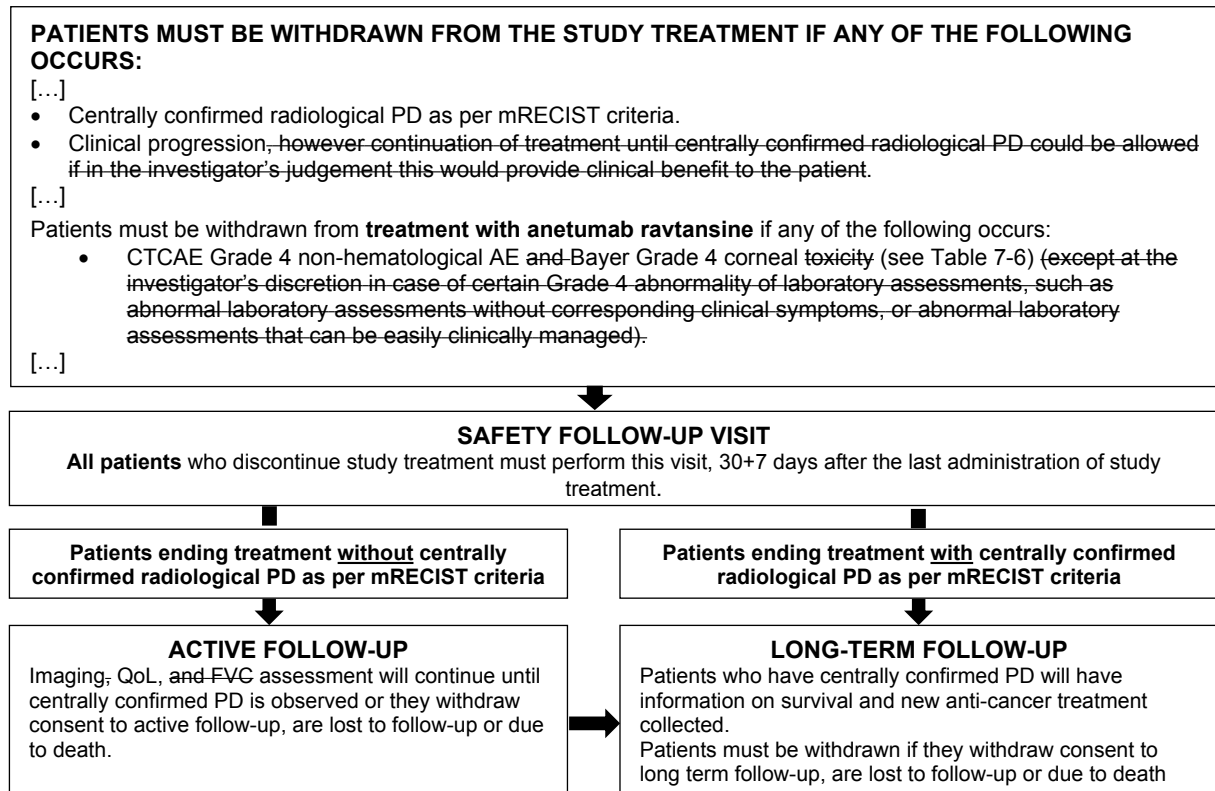 PATIENTS MUST BE WITHDRAWN FROM THE STUDY TREATMENT IF ANY OF THE FOLLOWING
OCCURS:
[…]
• Centrally confirmed radiological PD as per mRECIST criteria.
• Clinical progression, however continuation of treatment until centrally confirmed radiological PD could be allowed
if in the investigator's judgement this would provide clinical benefit to the patient.
[…]
Patients must be withdrawn from treatment with anetumab ravtansine if any of the following occurs:
• CTCAE Grade 4 non-hematological AE and Bayer Grade 4 corneal toxicity (see Table 7-6) (except at the
investigator's discretion in case of certain Grade 4 abnormality of laboratory assessments, such as
abnormal laboratory assessments without corresponding clinical symptoms, or abnormal laboratory
assessments that can be easily clinically managed).
[…]
SAFETY FOLLOW-UP VISIT
All patients who discontinue study treatment must perform this visit, 30+7 days after the last administration of study
treatment.
Patients ending treatment without centrally
confirmed radiological PD as per mRECIST criteria
Patients ending treatment with centrally confirmed
radiological PD as per mRECIST criteria
ACTIVE FOLLOW-UP
Imaging, QoL, and FVC assessment will continue until
centrally confirmed PD is observed or they withdraw
consent to active follow-up, are lost to follow-up or due
to death.
LONG-TERM FOLLOW-UP
Patients who have centrally confirmed PD will have
information on survival and new anti-cancer treatment
collected.
Patients must be withdrawn if they withdraw consent to
long term follow-up, are lost to follow-up or due to death